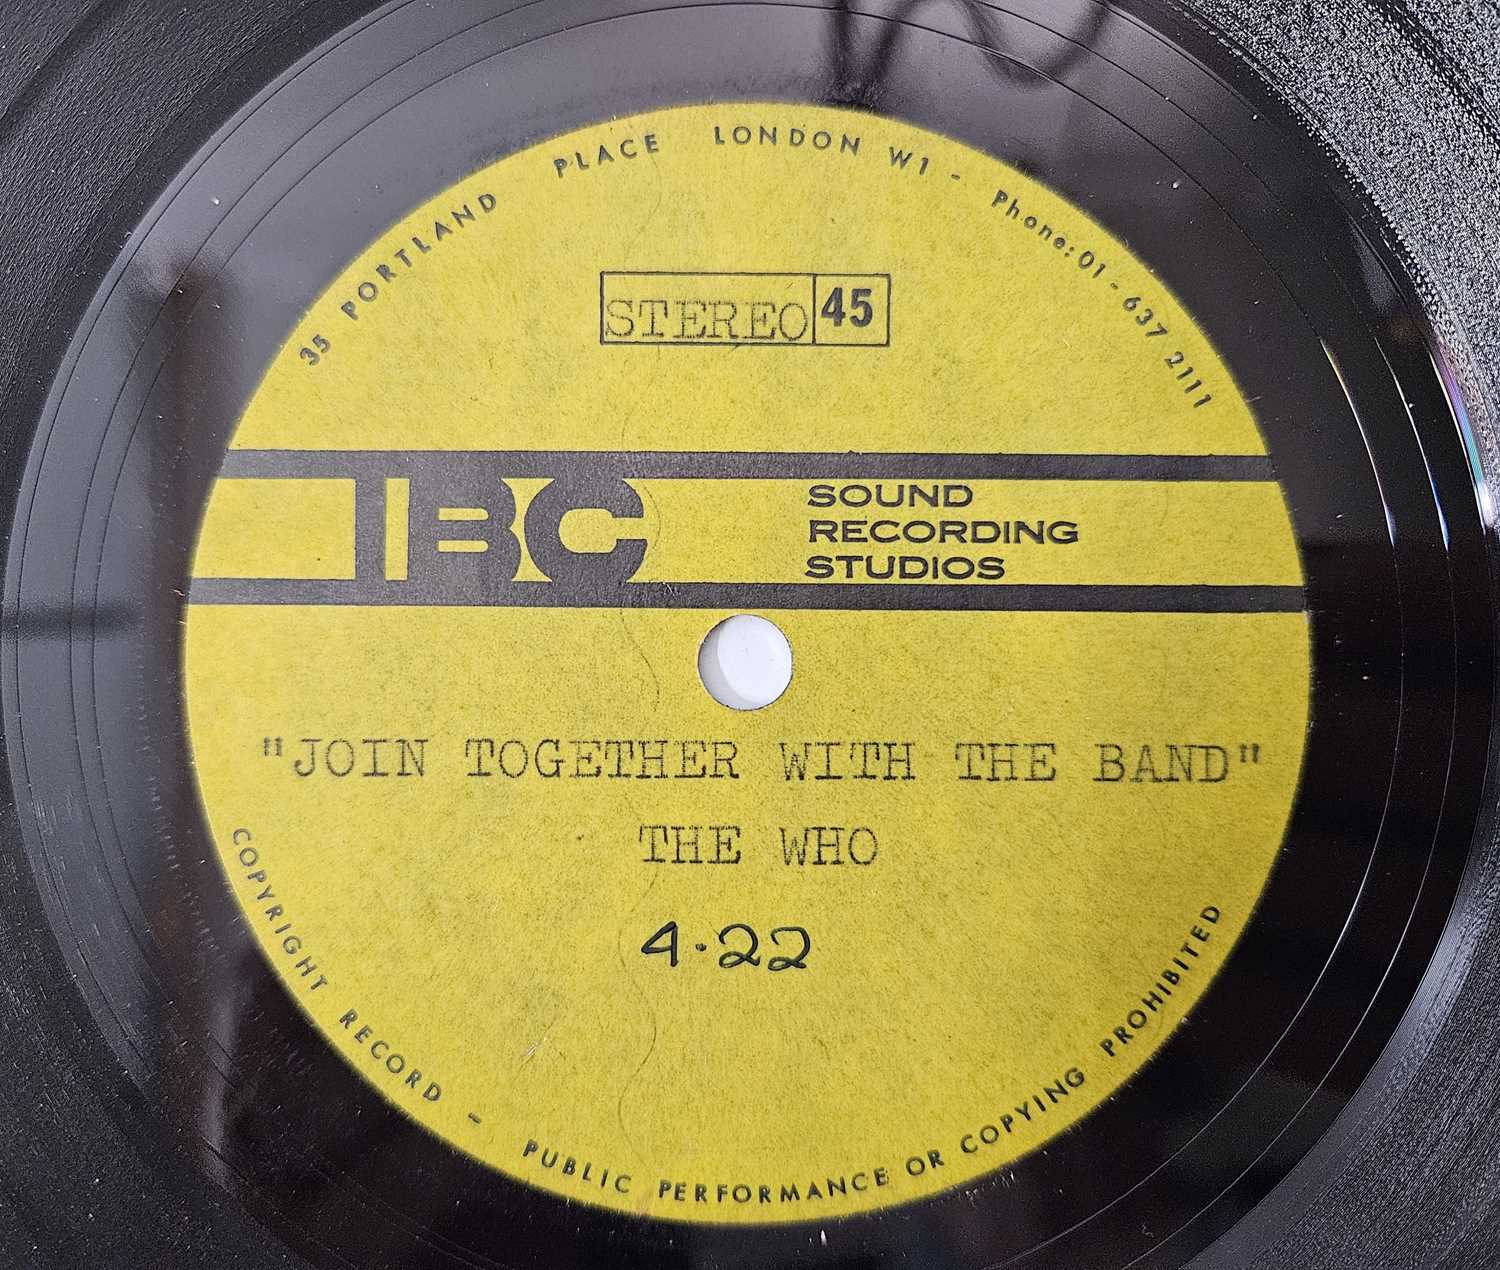 35 PORTLAND PLACE LONDON W1 - Phone: 01-637 2111
STEREO 45
IBC
SOUND
RECORDING
STUDIOS
"JOIN TOGETHER WITH THE BAND"
THE WHO
4·22
COPYRIGHT RECORD - PUBLIC PERFORMANCE OR COPYING PROHIBITED